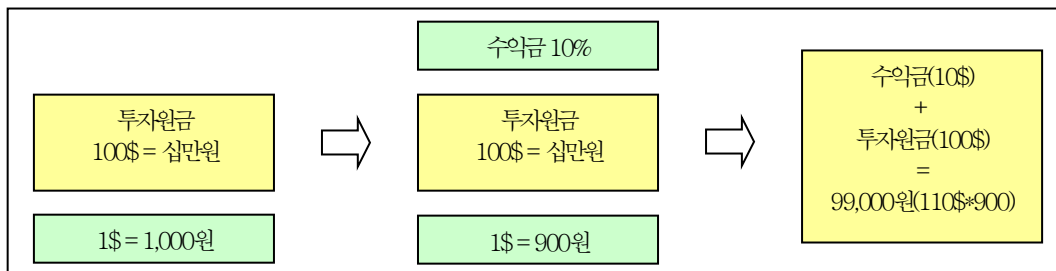 투자원금
100$ = 십만원
1$ = 1,000원
수익금 10%
투자원금
100$ = 십만원
1$ = 900원
수익금(10$)
+
투자원금(100$)
=
99,000원(110$*900)